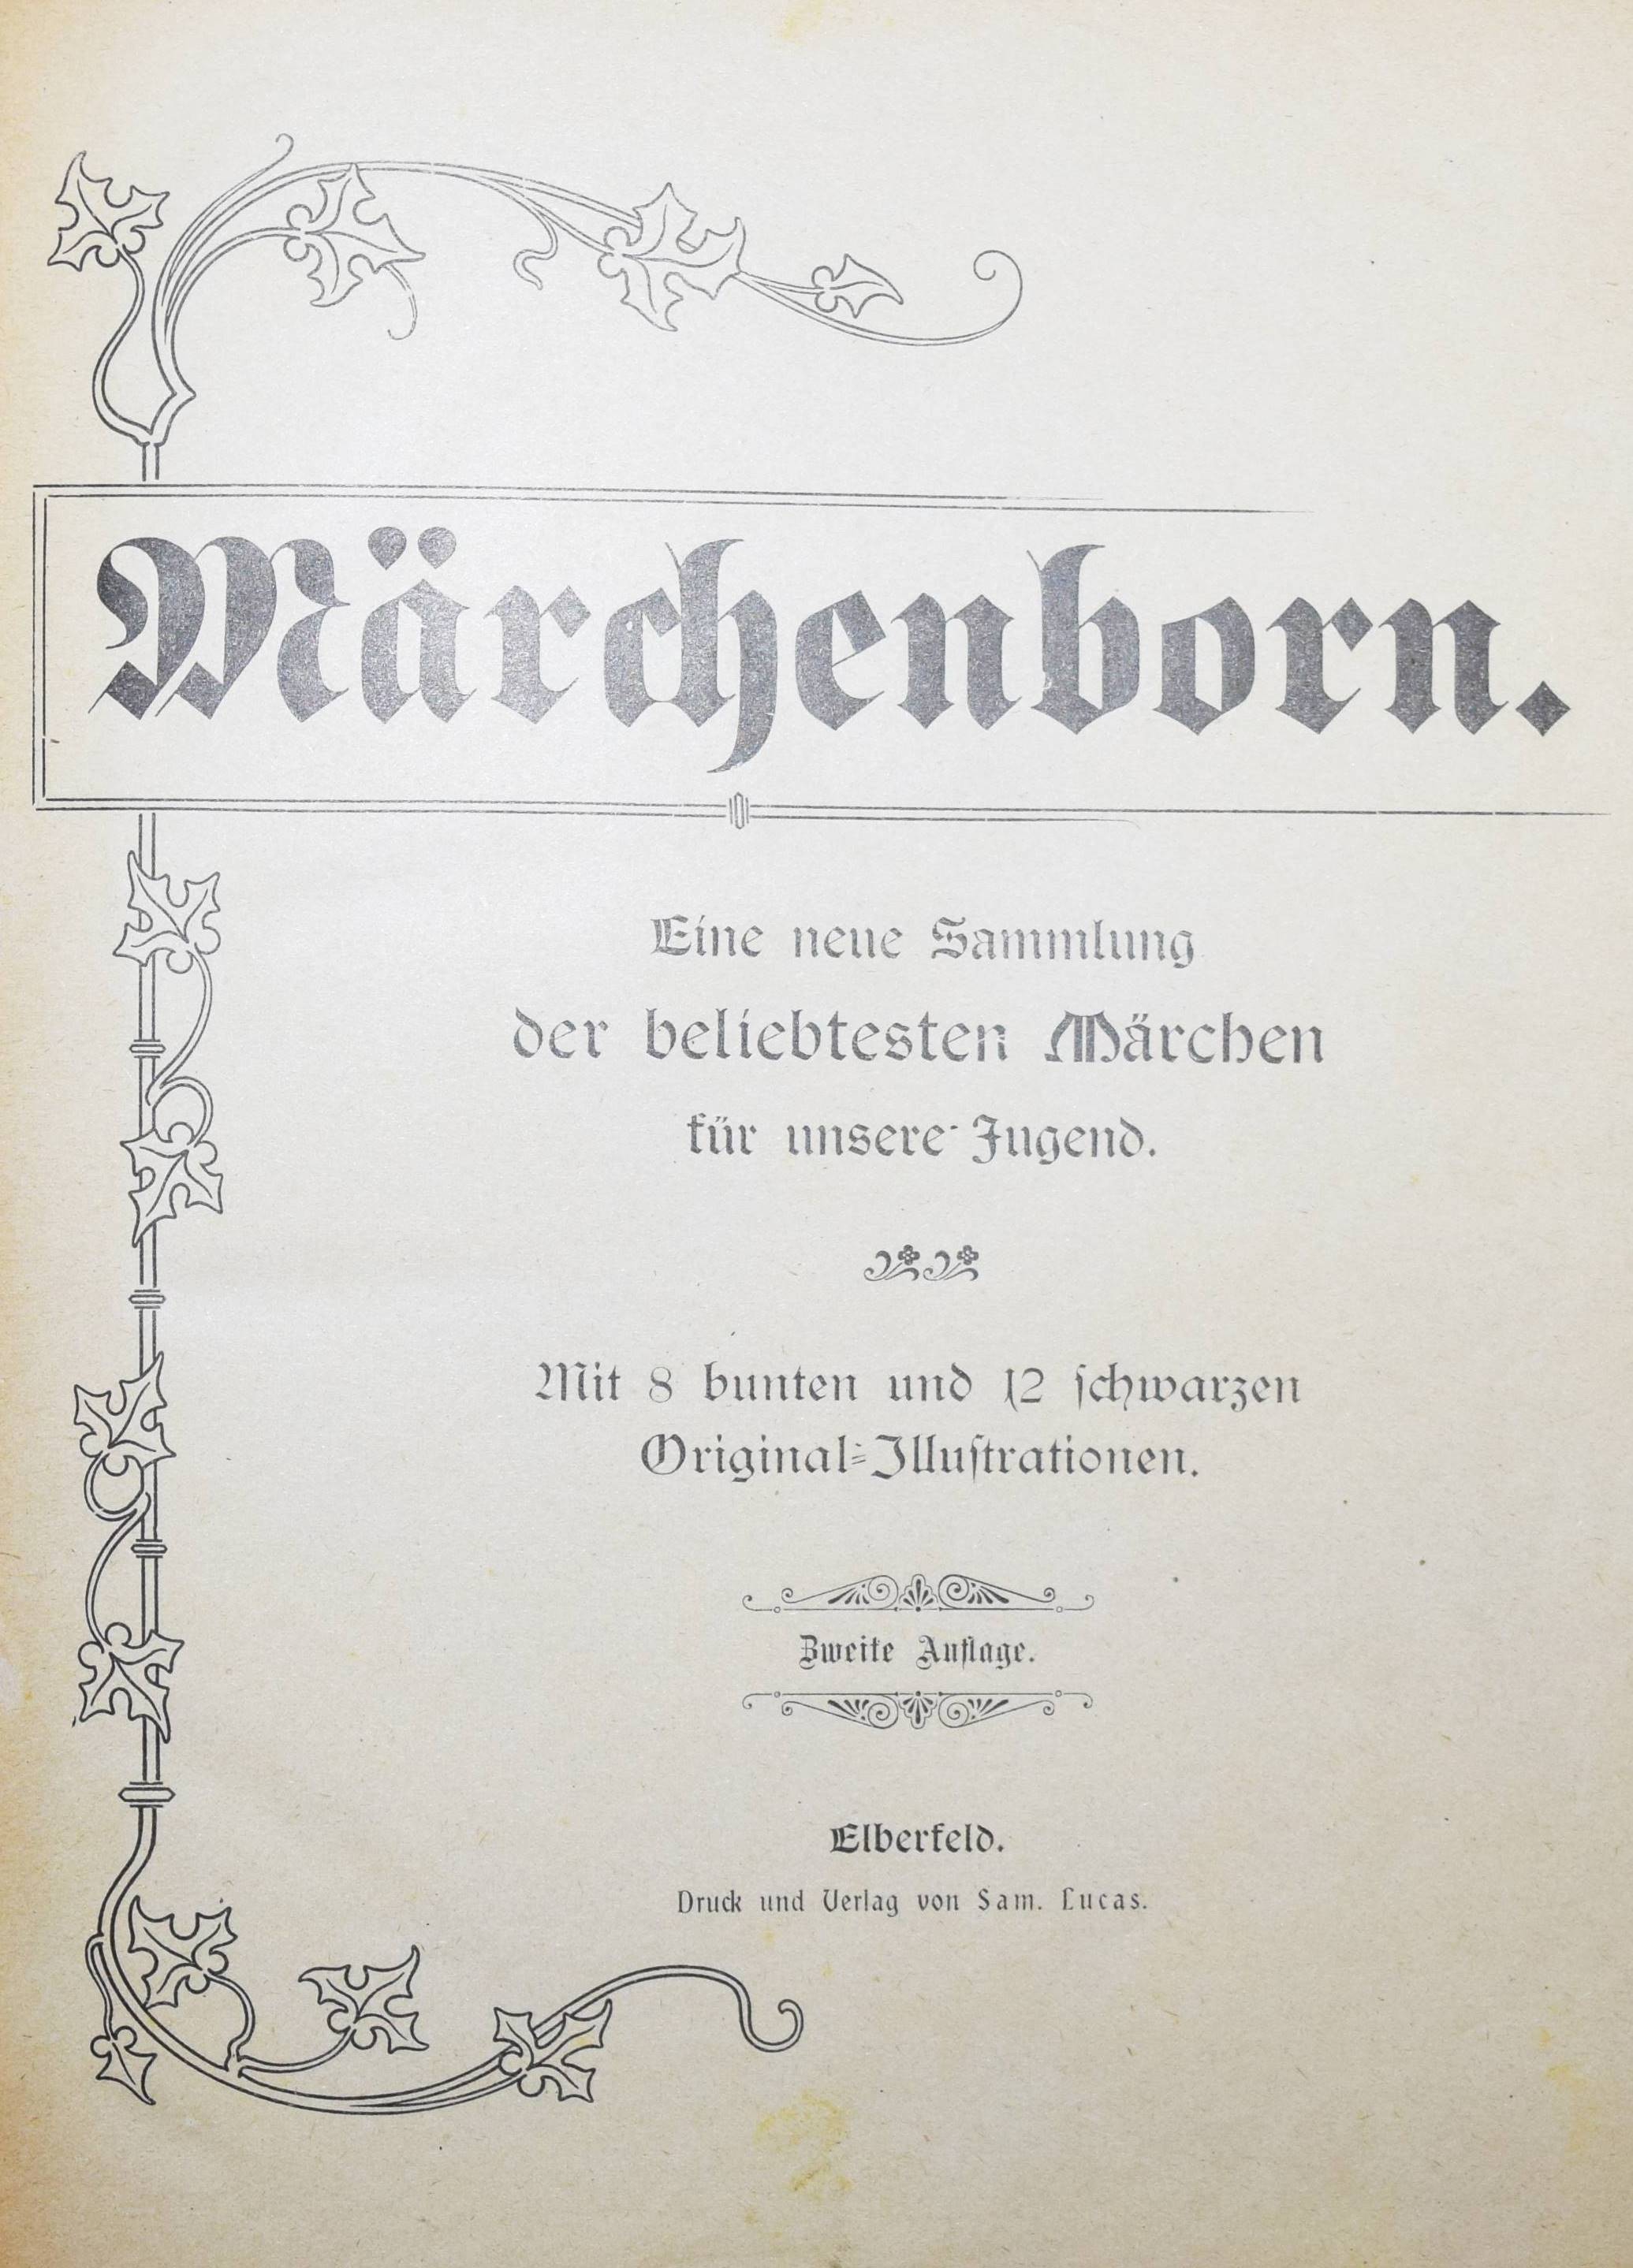 Märchenborn.
Eine neue Sammlung
der beliebtesten Märchen
für unsere Jugend.
Mit 8 bunten und 12 schwarzen
Original-Illustrationen.
Zweite Auflage.
Elberfeld.
Druck und Verlag von Sam. Lucas.